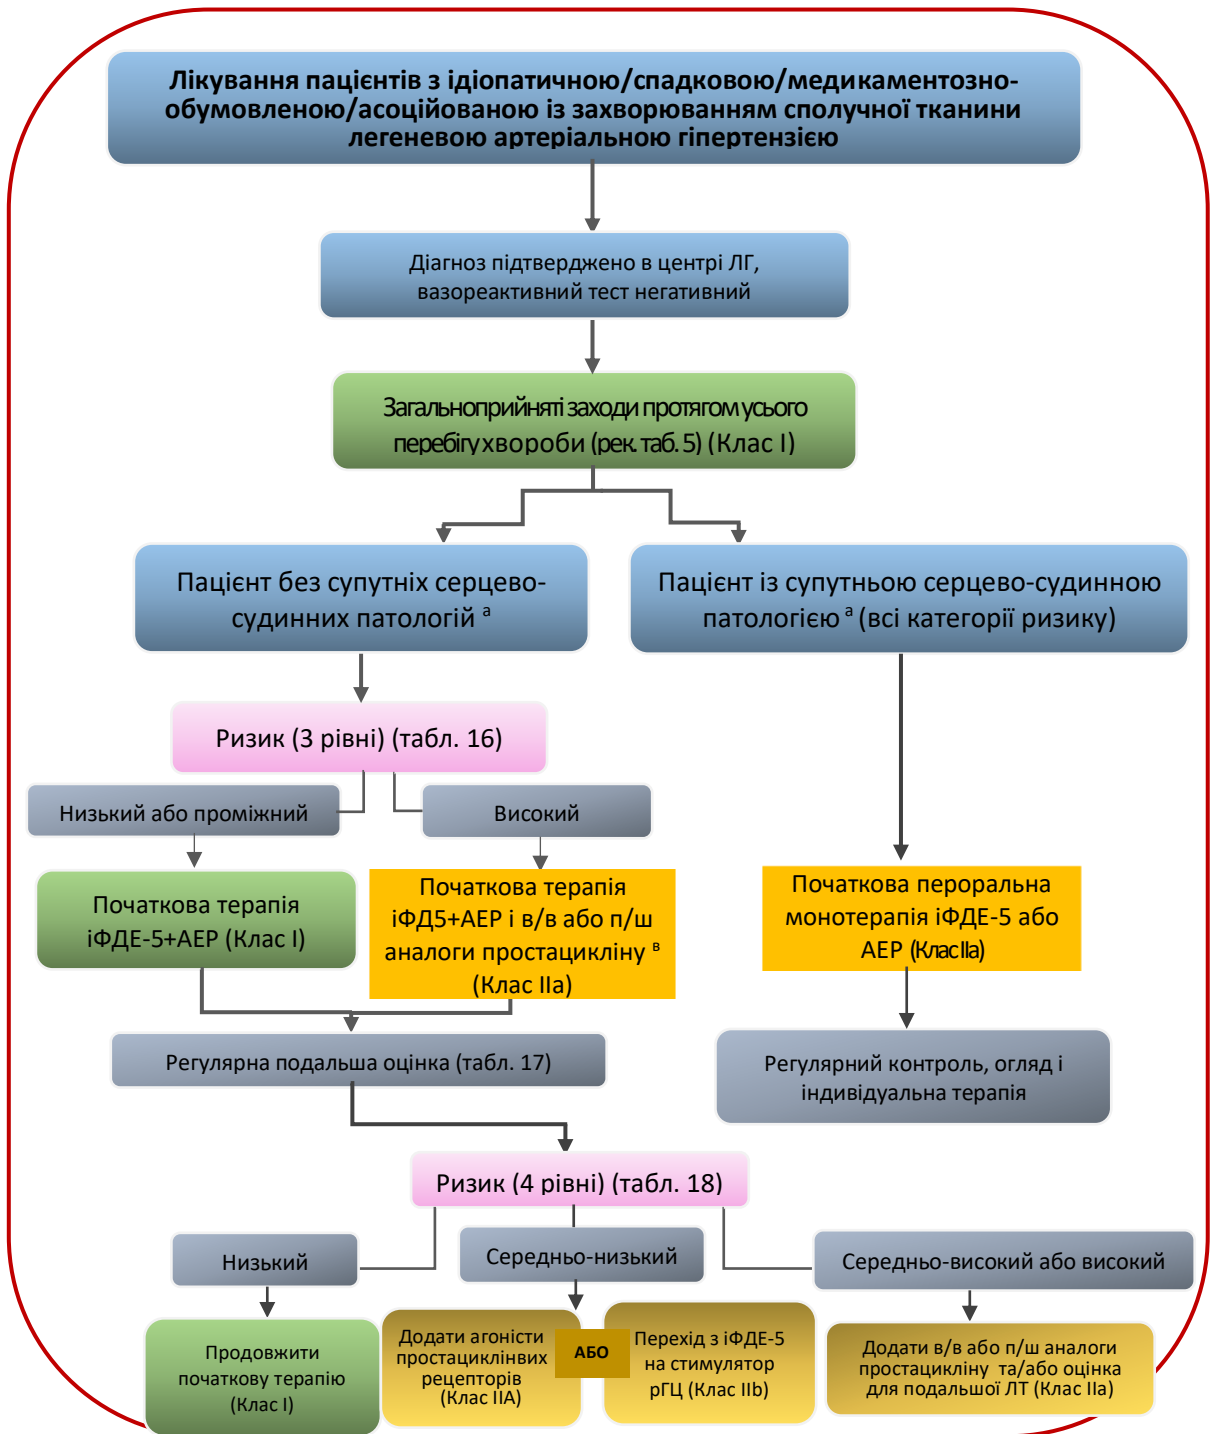 Лікування пацієнтів з ідіопатичною/спадковою/медикаментозно-
обумовленою/асоційованою із захворюванням сполучної тканини
легеневою артеріальною гіпертензією
Діагноз підтверджено в центрі ЛГ,
вазореактивний тест негативний
Загальноприйняті заходи протягом усього
перебігу хвороби (рек. таб. 5) (Клас I)
Пацієнт без супутніх серцево-
судинних патологій а
Пацієнт із супутньою серцево-судинною
патологією а (всі категорії ризику)
Ризик (3 рівні) (табл. 16)
Низький або проміжний
Високий
Початкова терапія
іФДЕ-5+АЕР (Клас I)
Початкова терапія
іФД5+АЕР і в/в або п/ш
аналоги простацикліну в
(Клас IIa)
Початкова пероральна
монотерапія іФДЕ-5 або
АЕР (Клас IIa)
Регулярна подальша оцінка (табл. 17)
Регулярний контроль, огляд і
індивідуальна терапія
Ризик (4 рівні) (табл. 18)
Низький
Середньо-низький
Середньо-високий або високий
Продовжити
початкову терапію
(Клас I)
Додати агоністи
простациклінвих
рецепторів
(Клас IIA)
АБО
Перехід з іФДЕ-5
на стимулятор
рГЦ (Клас IIb)
Додати в/в або п/ш аналоги
простацикліну та/або оцінка
для подальшої ЛТ (Клас IIa)